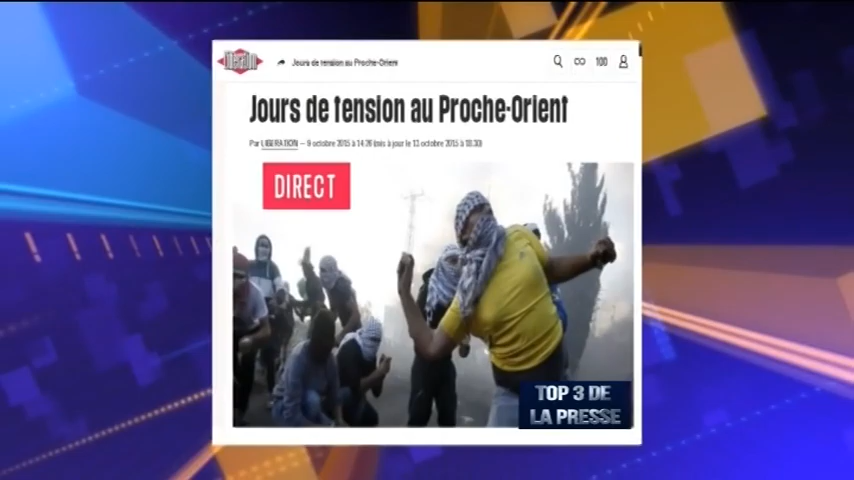 libération
Jours de tension au Proche-Orient
100
Jours de tension au Proche-Orient
Par LIBERATION — 9 octobre 2015 à 14:26 (mis à jour le 13 octobre 2015 à 18:30)
DIRECT
TOP 3 DE
LA PRESSE